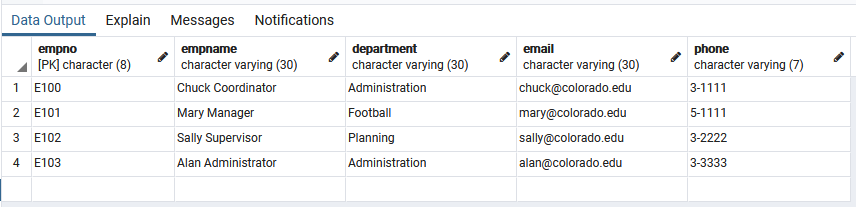 Data Output Explain Messages Notifications
empno empname department email phone
[PK] character (8) character varying (30) character varying (30) character varying (30) character varying (7)
1 E100 Chuck Coordinator Administration chuck@colorado.edu 3-1111
2 E101 Mary Manager Football mary@colorado.edu 5-1111
3 E102 Sally Supervisor Planning sally@colorado.edu 3-2222
4 E103 Alan Administrator Administration alan@colorado.edu 3-3333